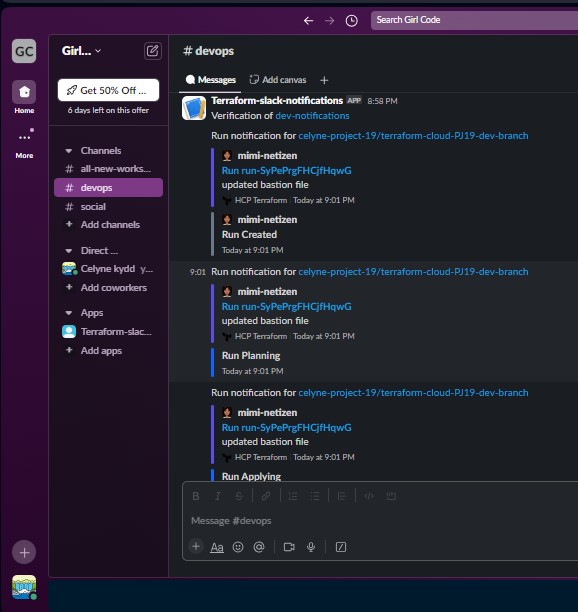 Search Girl Code
GC
Girl...
# devops
Messages
Add canvas
Get 50% Off ...
6 days left on this offer
Home
More
Channels
# all-new-works...
# devops
# social
Add channels
Direct ...
Celyne kydd y...
Add coworkers
Apps
Terraform-slac...
Add apps
Terraform-slack-notifications APP 8:58 PM
Verification of dev-notifications
Run notification for celyne-project-19/terraform-cloud-PJ19-dev-branch
mimi-netizen
Run run-SyPePrgFHCjfHqwG
updated bastion file
HCP Terraform | Today at 9:01 PM
mimi-netizen
Run Created
Today at 9:01 PM
9:01 Run notification for celyne-project-19/terraform-cloud-PJ19-dev-branch
mimi-netizen
Run run-SyPePrgFHCjfHqwG
updated bastion file
HCP Terraform | Today at 9:01 PM
Run Planning
Today at 9:01 PM
Run notification for celyne-project-19/terraform-cloud-PJ19-dev-branch
mimi-netizen
Run run-SyPePrgFHCjfHqwG
updated bastion file
HCP Terraform | Today at 9:01 PM
Run Applying
B I S
Message #devops
Aa